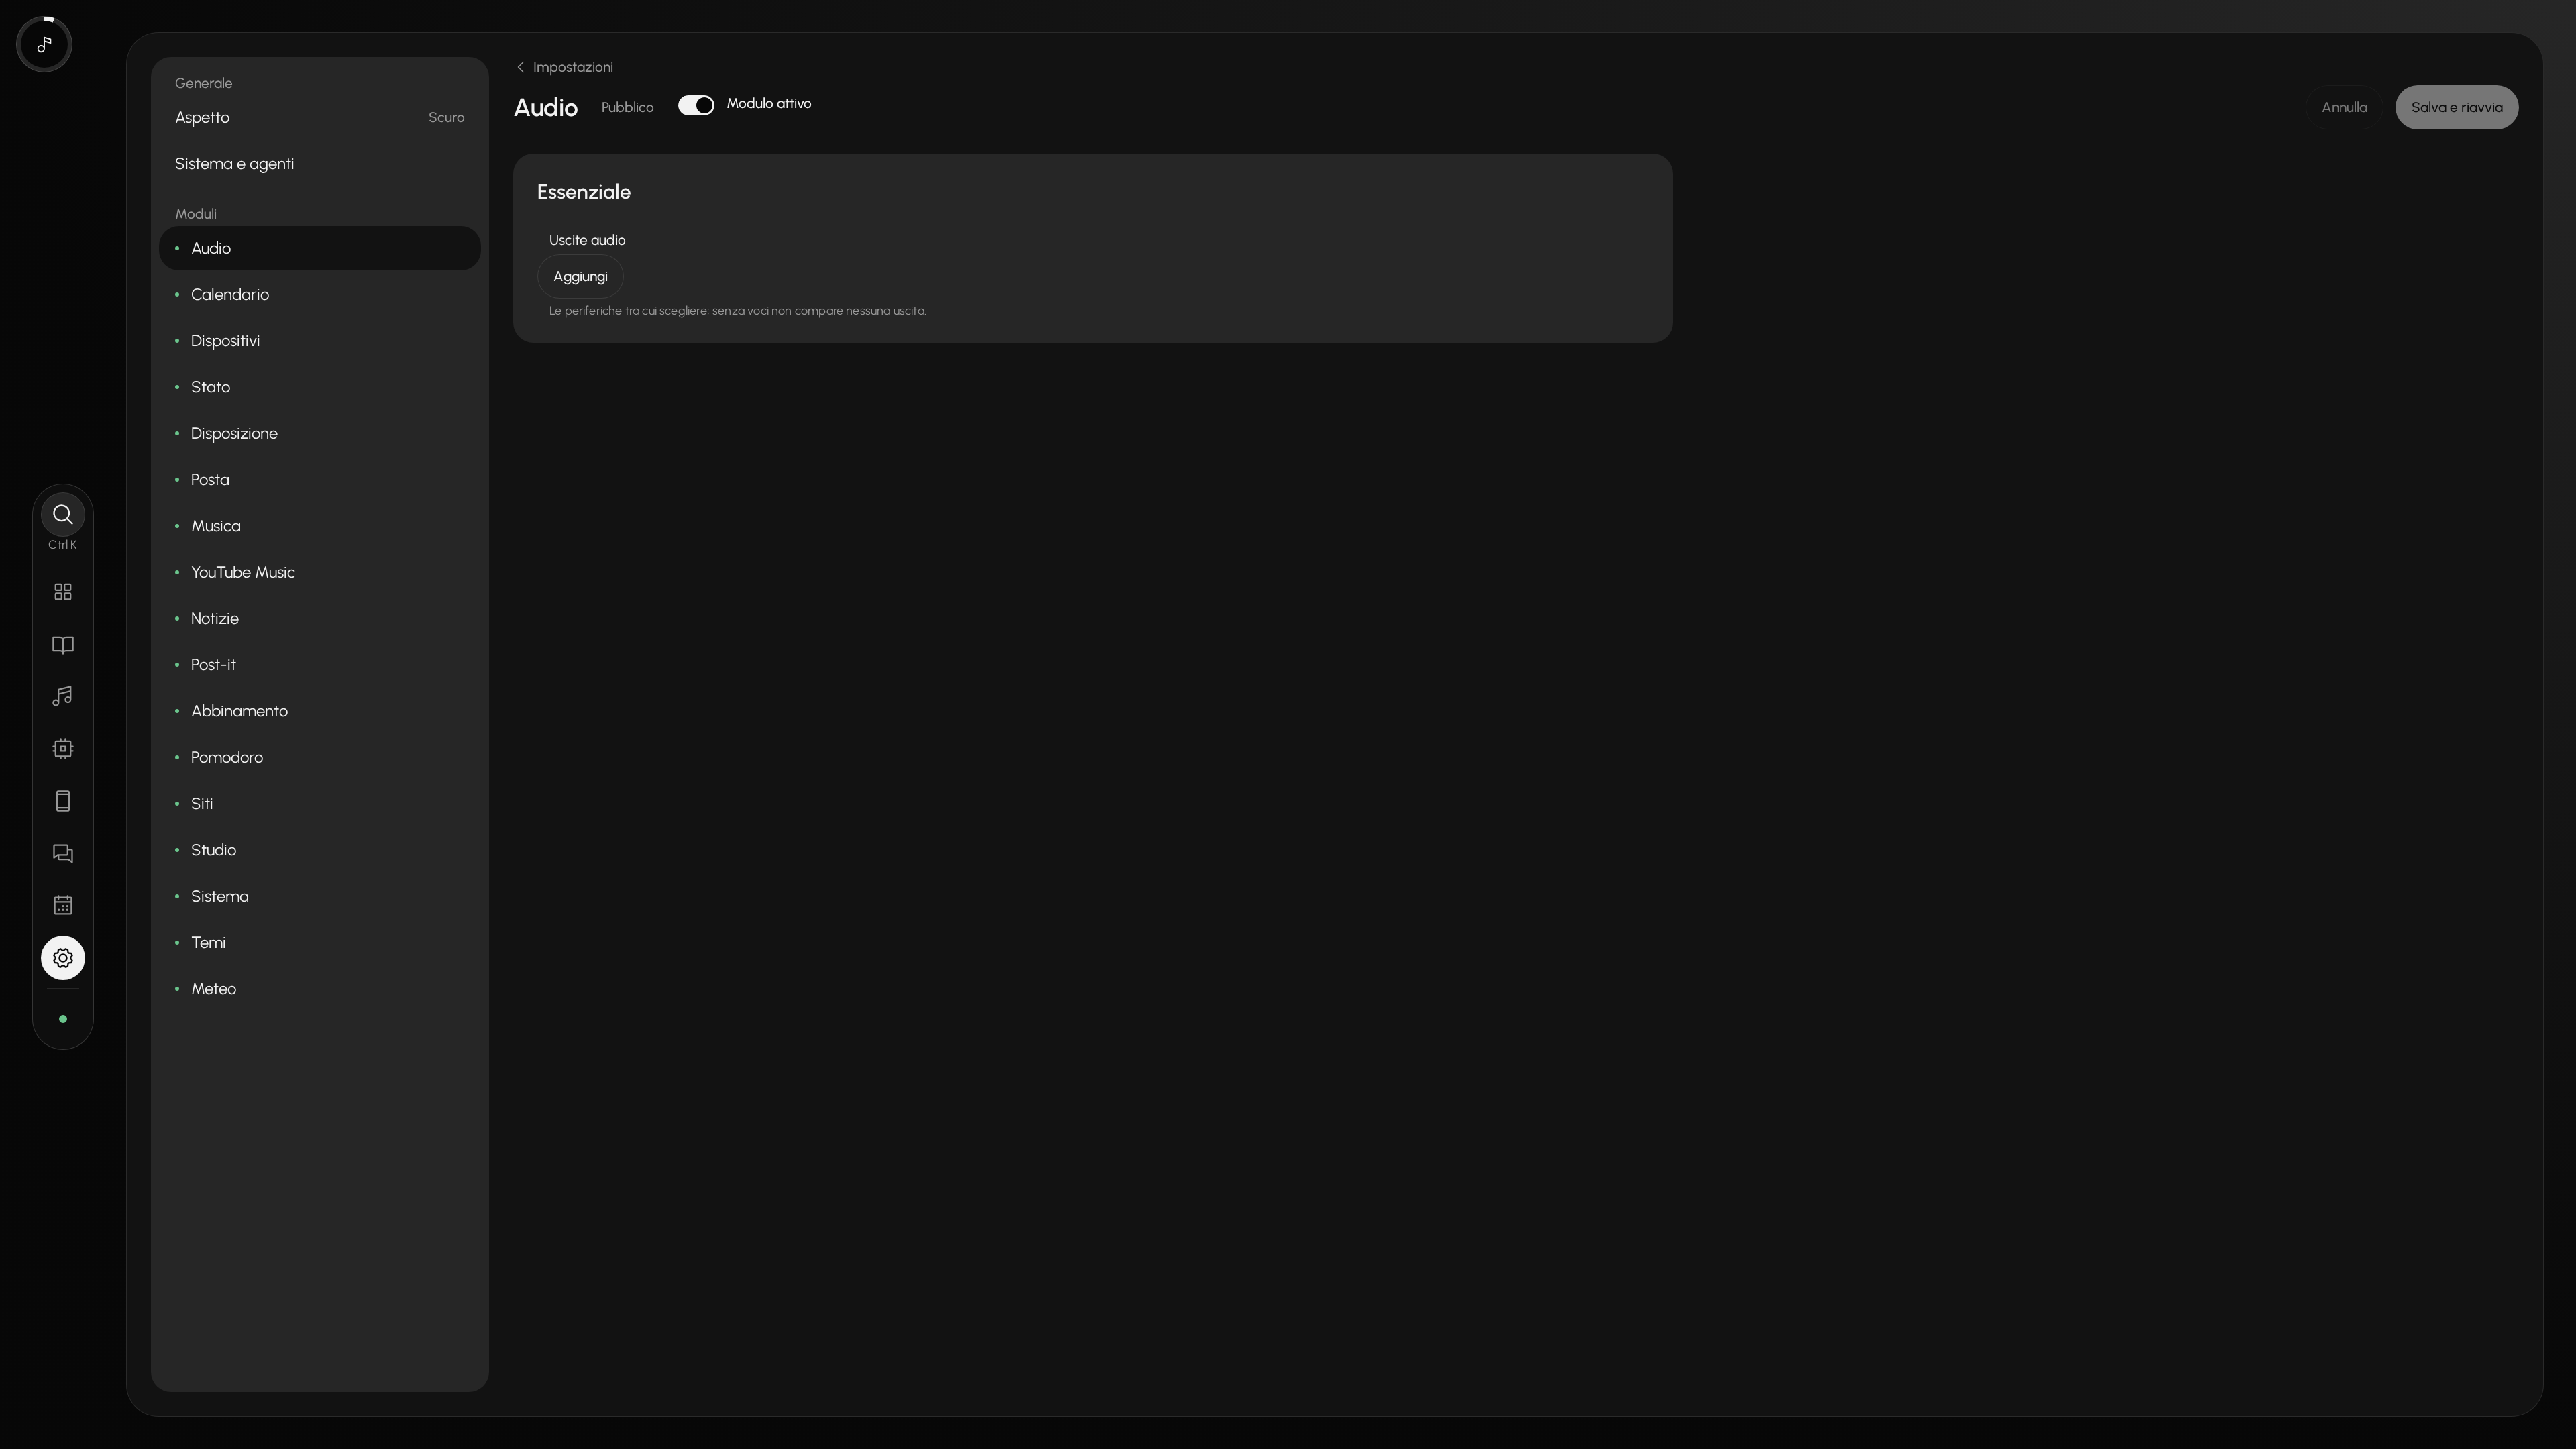 Generale
Aspetto Scuro
Sistema e agenti
Moduli
Audio
Calendario
Dispositivi
Stato
Disposizione
Posta
Musica
YouTube Music
Notizie
Post-it
Abbinamento
Pomodoro
Siti
Studio
Sistema
Temi
Meteo
Ctrl K
Impostazioni
Audio Pubblico Modulo attivo Annulla Salva e riavvia
Essenziale
Uscite audio
Aggiungi
Le periferiche tra cui scegliere; senza voci non compare nessuna uscita.